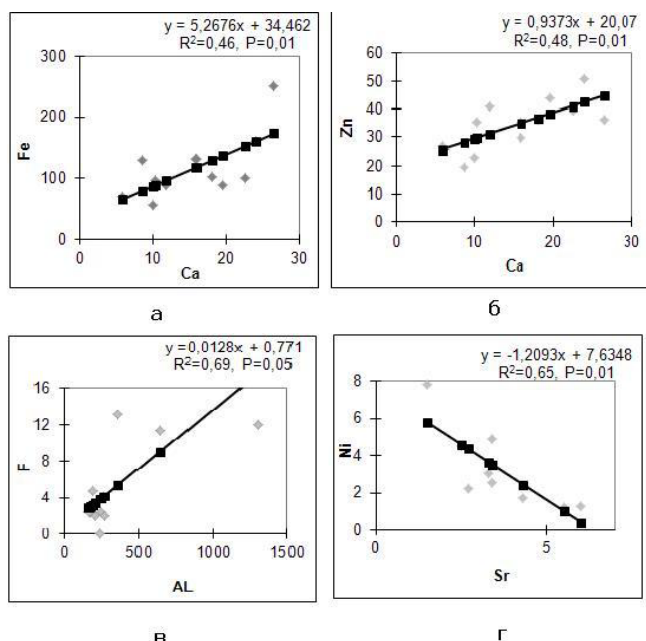 y = 5,2676x + 34,462
R²=0,46, P=0,01
300
200
100
0
Fe
0 10 20 30
Ca
а
y = 0,9373x + 20,07
R²=0,48, P=0,01
60
50
40
30
20
10
0
Zn
0 10 20 30
Ca
б
y =0,0128x + 0,771
R²=0,69, P=0,05
16
12
8
4
0
F
0 500 1000 1500
AL
в
y = -1,2093x + 7,6348
R²=0,65, P=0,01
8
6
4
2
0
Ni
0 5
Sr
г